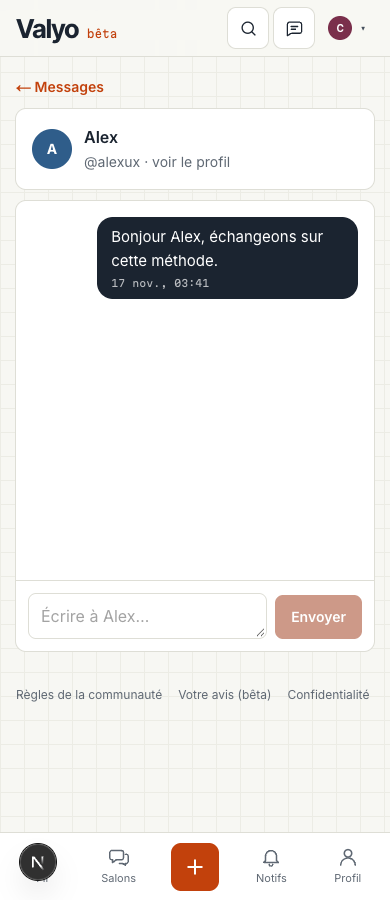 Valyo bêta
C
← Messages
A
Alex
@alexux · voir le profil
Bonjour Alex, échangeons sur
cette méthode.
17 nov., 03:41
Écrire à Alex...
Envoyer
Règles de la communauté Votre avis (bêta) Confidentialité
N
Salons
Notifs
Profil